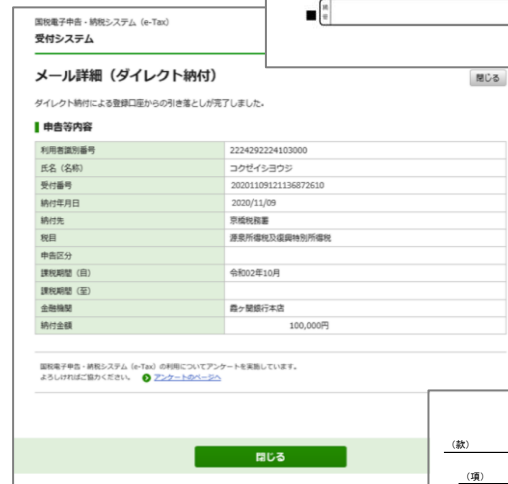 国税電子申告・納税システム（e-Tax）
受付システム
メール詳細（ダイレクト納付）
閉じる
ダイレクト納付による登録口座からの引き落としが完了しました。
申告等内容
利用者識別番号 2224292224103000
氏名（名称） コクゼイシヨウジ
受付番号 20201109121136872610
納付年月日 2020/11/09
納付先 京橋税務署
税目 源泉所得税及復興特別所得税
申告区分
課税期間（自） 令和02年10月
課税期間（至）
金融機関 霞ヶ関銀行本店
納付金額 100,000円
国税電子申告・納税システム（e-Tax）の利用についてアンケートを実施しています。
よろしければご協力ください。 アンケートのページへ
閉じる
（款）
（項）